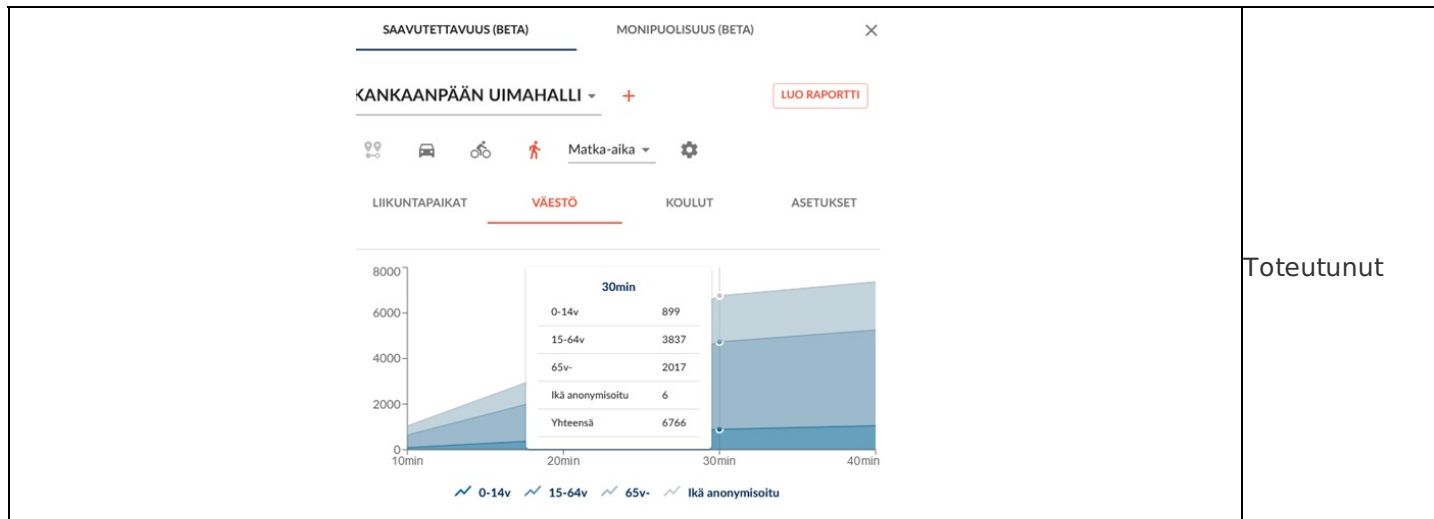 SAAVUTETTAVUUS (BETA) MONIPUOLISUUS (BETA) ×
KANKAANPÄÄN UIMAHALLI +
LUO RAPORTTI
Matka-aika
LIIKUNTAPAIKAT VÄESTÖ KOULUT ASETUKSET
8000
6000
4000
2000
0
30min
0-14v 899
15-64v 3837
65v- 2017
Ikä anonymisoitu 6
Yhteensä 6766
10min 20min 30min 40min
0-14v 15-64v 65v- Ikä anonymisoitu
Toteutunut